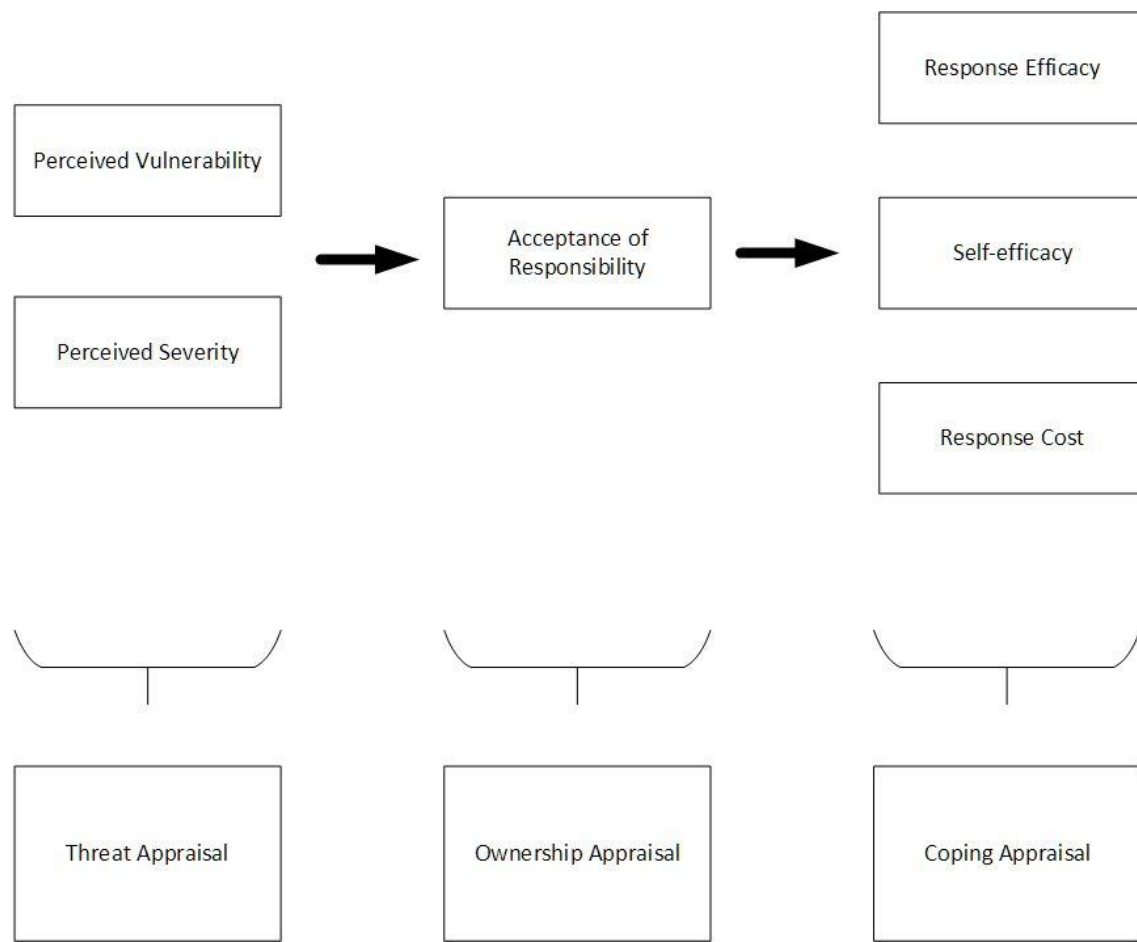 Perceived Vulnerability
Perceived Severity
Acceptance of
Responsibility
Response Efficacy
Self-efficacy
Response Cost
Threat Appraisal
Ownership Appraisal
Coping Appraisal